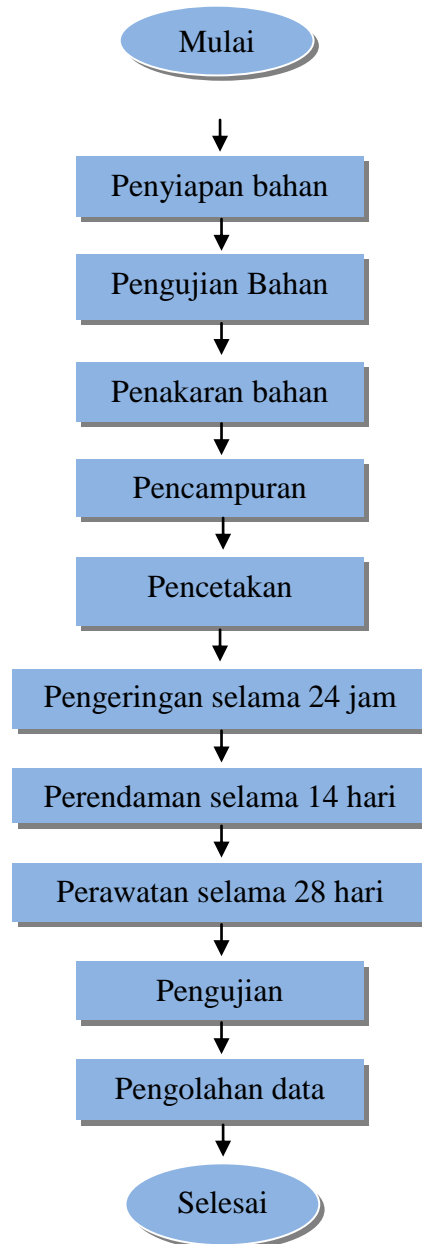 Mulai
Penyiapan bahan
Pengujian Bahan
Penakaran bahan
Pencampuran
Pencetakan
Pengeringan selama 24 jam
Perendaman selama 14 hari
Perawatan selama 28 hari
Pengujian
Pengolahan data
Selesai